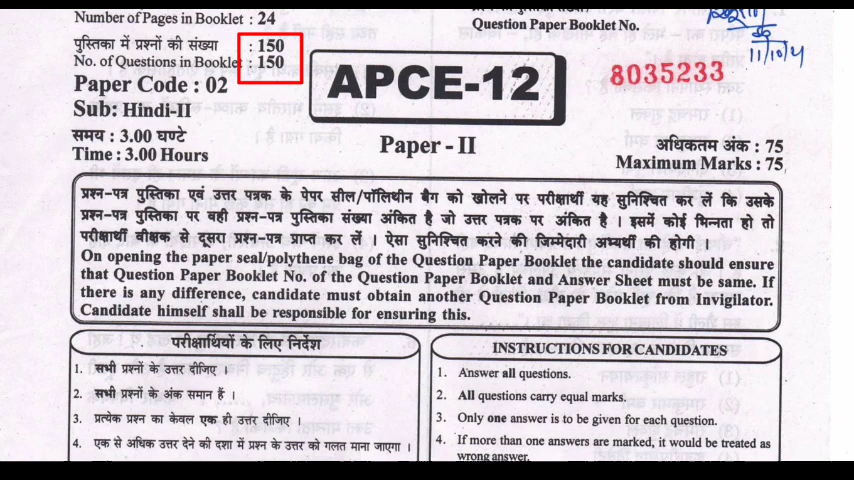 Number of Pages in Booklet : 24
पुस्तिका में प्रश्नों की संख्या : 150
No. of Questions in Booklet : 150
Paper Code : 02
Sub: Hindi-II
समय : 3.00 घण्टे
Time : 3.00 Hours
APCE-12
Paper - II
Question Paper Booklet No.
11/10/21
8035233
अधिकतम अंक : 75
Maximum Marks : 75
प्रश्न-पत्र पुस्तिका एवं उत्तर पत्रक के पेपर सील/पॉलिथीन बैग को खोलने पर परीक्षार्थी यह सुनिश्चित कर लें कि उसके
प्रश्न-पत्र पुस्तिका पर वही प्रश्न-पत्र पुस्तिका संख्या अंकित है जो उत्तर पत्रक पर अंकित है । इसमें कोई भिन्नता हो तो
परीक्षार्थी वीक्षक से दूसरा प्रश्न-पत्र प्राप्त कर लें । ऐसा सुनिश्चित करने की जिम्मेदारी अभ्यर्थी की होगी ।
On opening the paper seal/polythene bag of the Question Paper Booklet the candidate should ensure
that Question Paper Booklet No. of the Question Paper Booklet and Answer Sheet must be same. If
there is any difference, candidate must obtain another Question Paper Booklet from Invigilator.
Candidate himself shall be responsible for ensuring this.
परीक्षार्थियों के लिए निर्देश
1. सभी प्रश्नों के उत्तर दीजिए ।
2. सभी प्रश्नों के अंक समान हैं ।
3. प्रत्येक प्रश्न का केवल एक ही उत्तर दीजिए ।
4. एक से अधिक उत्तर देने की दशा में प्रश्न के उत्तर को गलत माना जाएगा ।
INSTRUCTIONS FOR CANDIDATES
1. Answer all questions.
2. All questions carry equal marks.
3. Only one answer is to be given for each question.
4. If more than one answers are marked, it would be treated as
wrong answer.